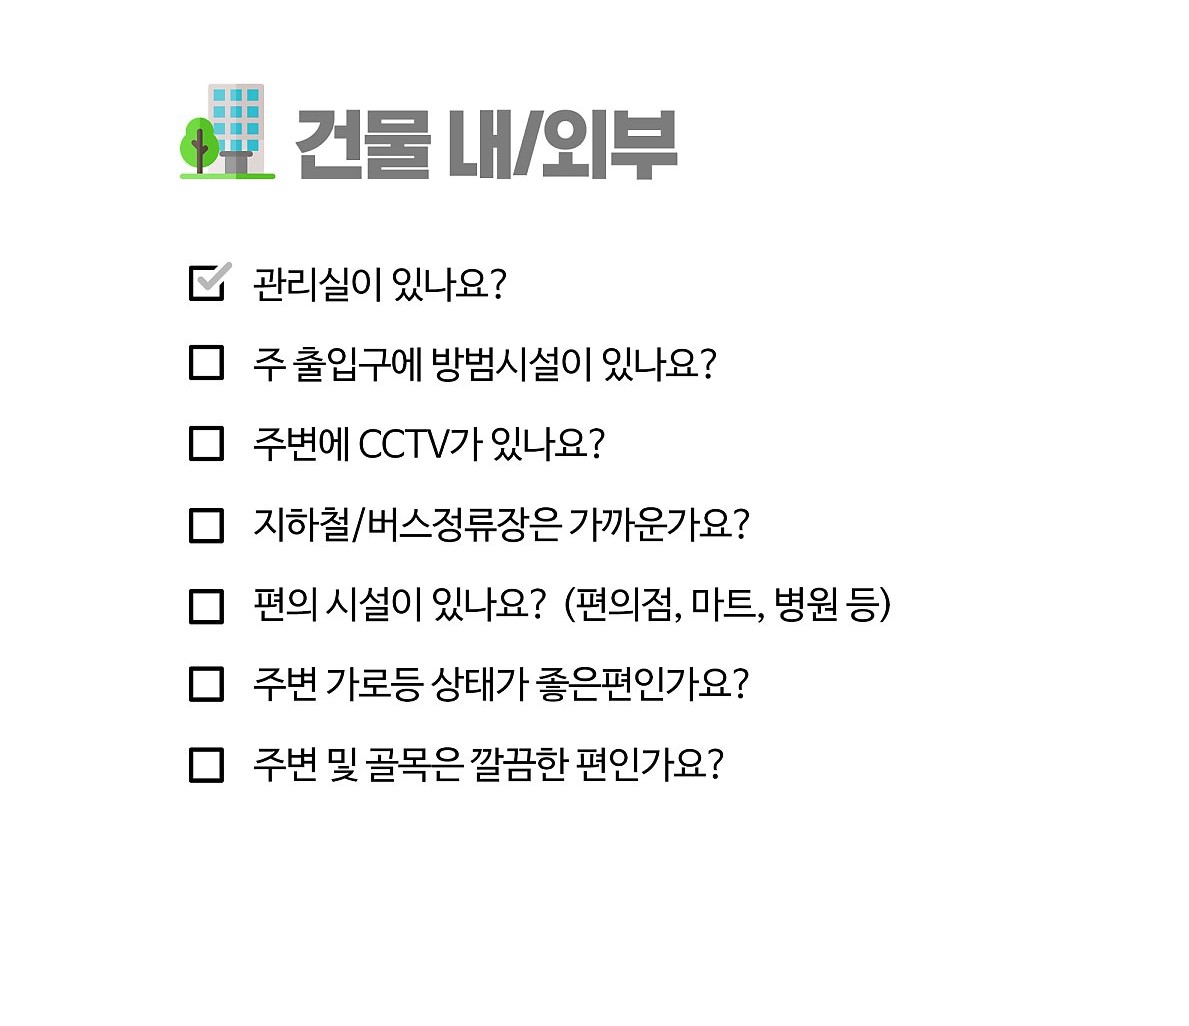 건물 내/외부
관리실이 있나요?
주 출입구에 방범시설이 있나요?
주변에 CCTV가 있나요?
지하철/버스정류장은 가까운가요?
편의 시설이 있나요? (편의점, 마트, 병원 등)
주변 가로등 상태가 좋은편인가요?
주변 및 골목은 깔끔한 편인가요?